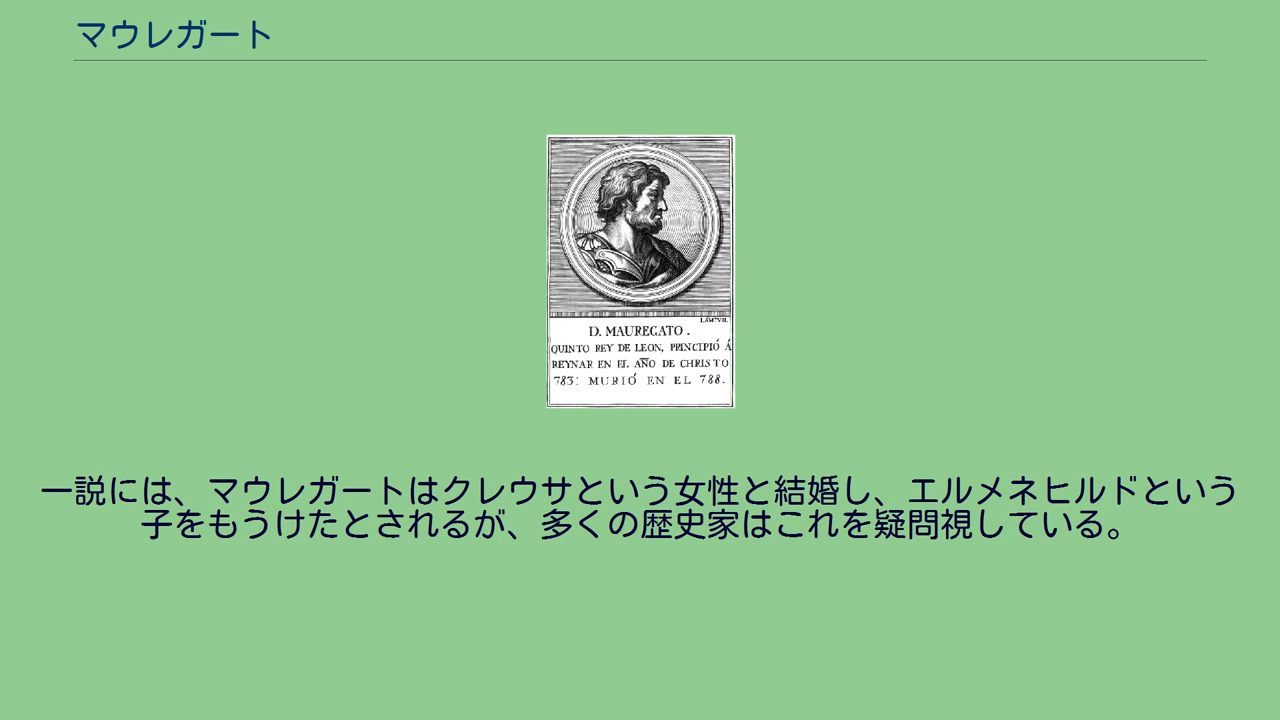 マウレガート
D. MAUREGATO.
QUINTO REY DE LEON, PRINCIPIÓ Á
REYNAR EN EL AÑO DE CHRISTO
783: MURIÓ EN EL 788.
一説には、マウレガートはクレウサという女性と結婚し、エルメネヒルドという
子をもうけたとされるが、多くの歴史家はこれを疑問視している。